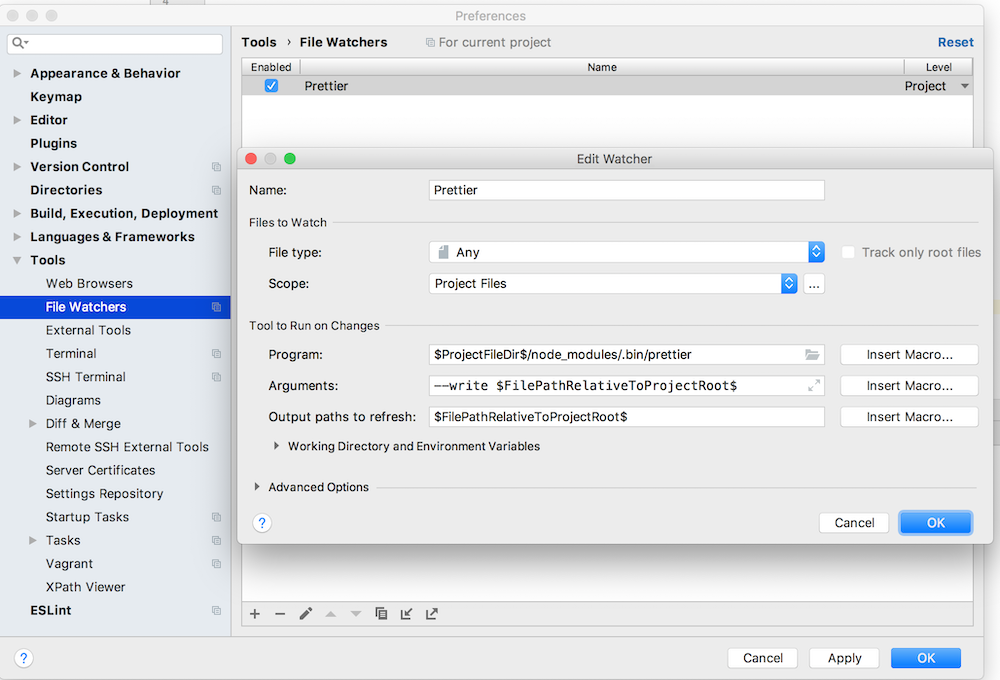 4
Preferences
Tools › File Watchers For current project Reset
Enabled Name Level
Prettier Project
Appearance & Behavior
Keymap
Editor
Plugins
Version Control
Directories
Build, Execution, Deployment
Languages & Frameworks
Tools
Web Browsers
File Watchers
External Tools
Terminal
SSH Terminal
Diagrams
Diff & Merge
Remote SSH External Tools
Server Certificates
Settings Repository
Startup Tasks
Tasks
Vagrant
XPath Viewer
ESLint
Edit Watcher
Name: Prettier
Files to Watch
File type: Any Track only root files
Scope: Project Files ...
Tool to Run on Changes
Program: $ProjectFileDir$/node_modules/.bin/prettier Insert Macro...
Arguments: --write $FilePathRelativeToProjectRoot$ Insert Macro...
Output paths to refresh: $FilePathRelativeToProjectRoot$ Insert Macro...
Working Directory and Environment Variables
Advanced Options
? Cancel OK
? Cancel Apply OK